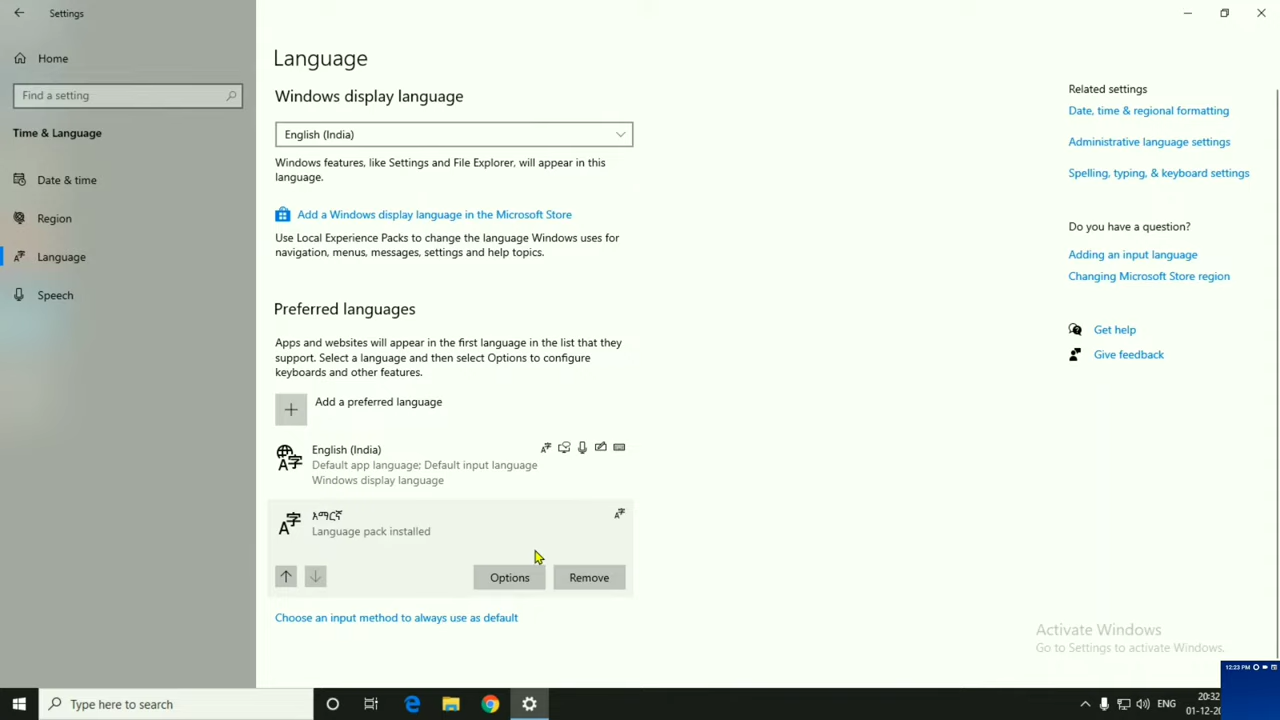 Settings
Home
Find a setting
Time & Language
Date & time
Region
Language
Speech
Language
Windows display language
English (India)
Windows features, like Settings and File Explorer, will appear in this
language.
Add a Windows display language in the Microsoft Store
Use Local Experience Packs to change the language Windows uses for
navigation, menus, messages, settings and help topics.
Preferred languages
Apps and websites will appear in the first language in the list that they
support. Select a language and then select Options to configure
keyboards and other features.
Add a preferred language
English (India)
Default app language; Default input language
Windows display language
አማርኛ
Language pack installed
Options
Remove
Choose an input method to always use as default
Related settings
Date, time & regional formatting
Administrative language settings
Spelling, typing, & keyboard settings
Do you have a question?
Adding an input language
Changing Microsoft Store region
Get help
Give feedback
Activate Windows
Go to Settings to activate Windows.
12:23 PM
Type here to search
ENG
20:32
01-12-20